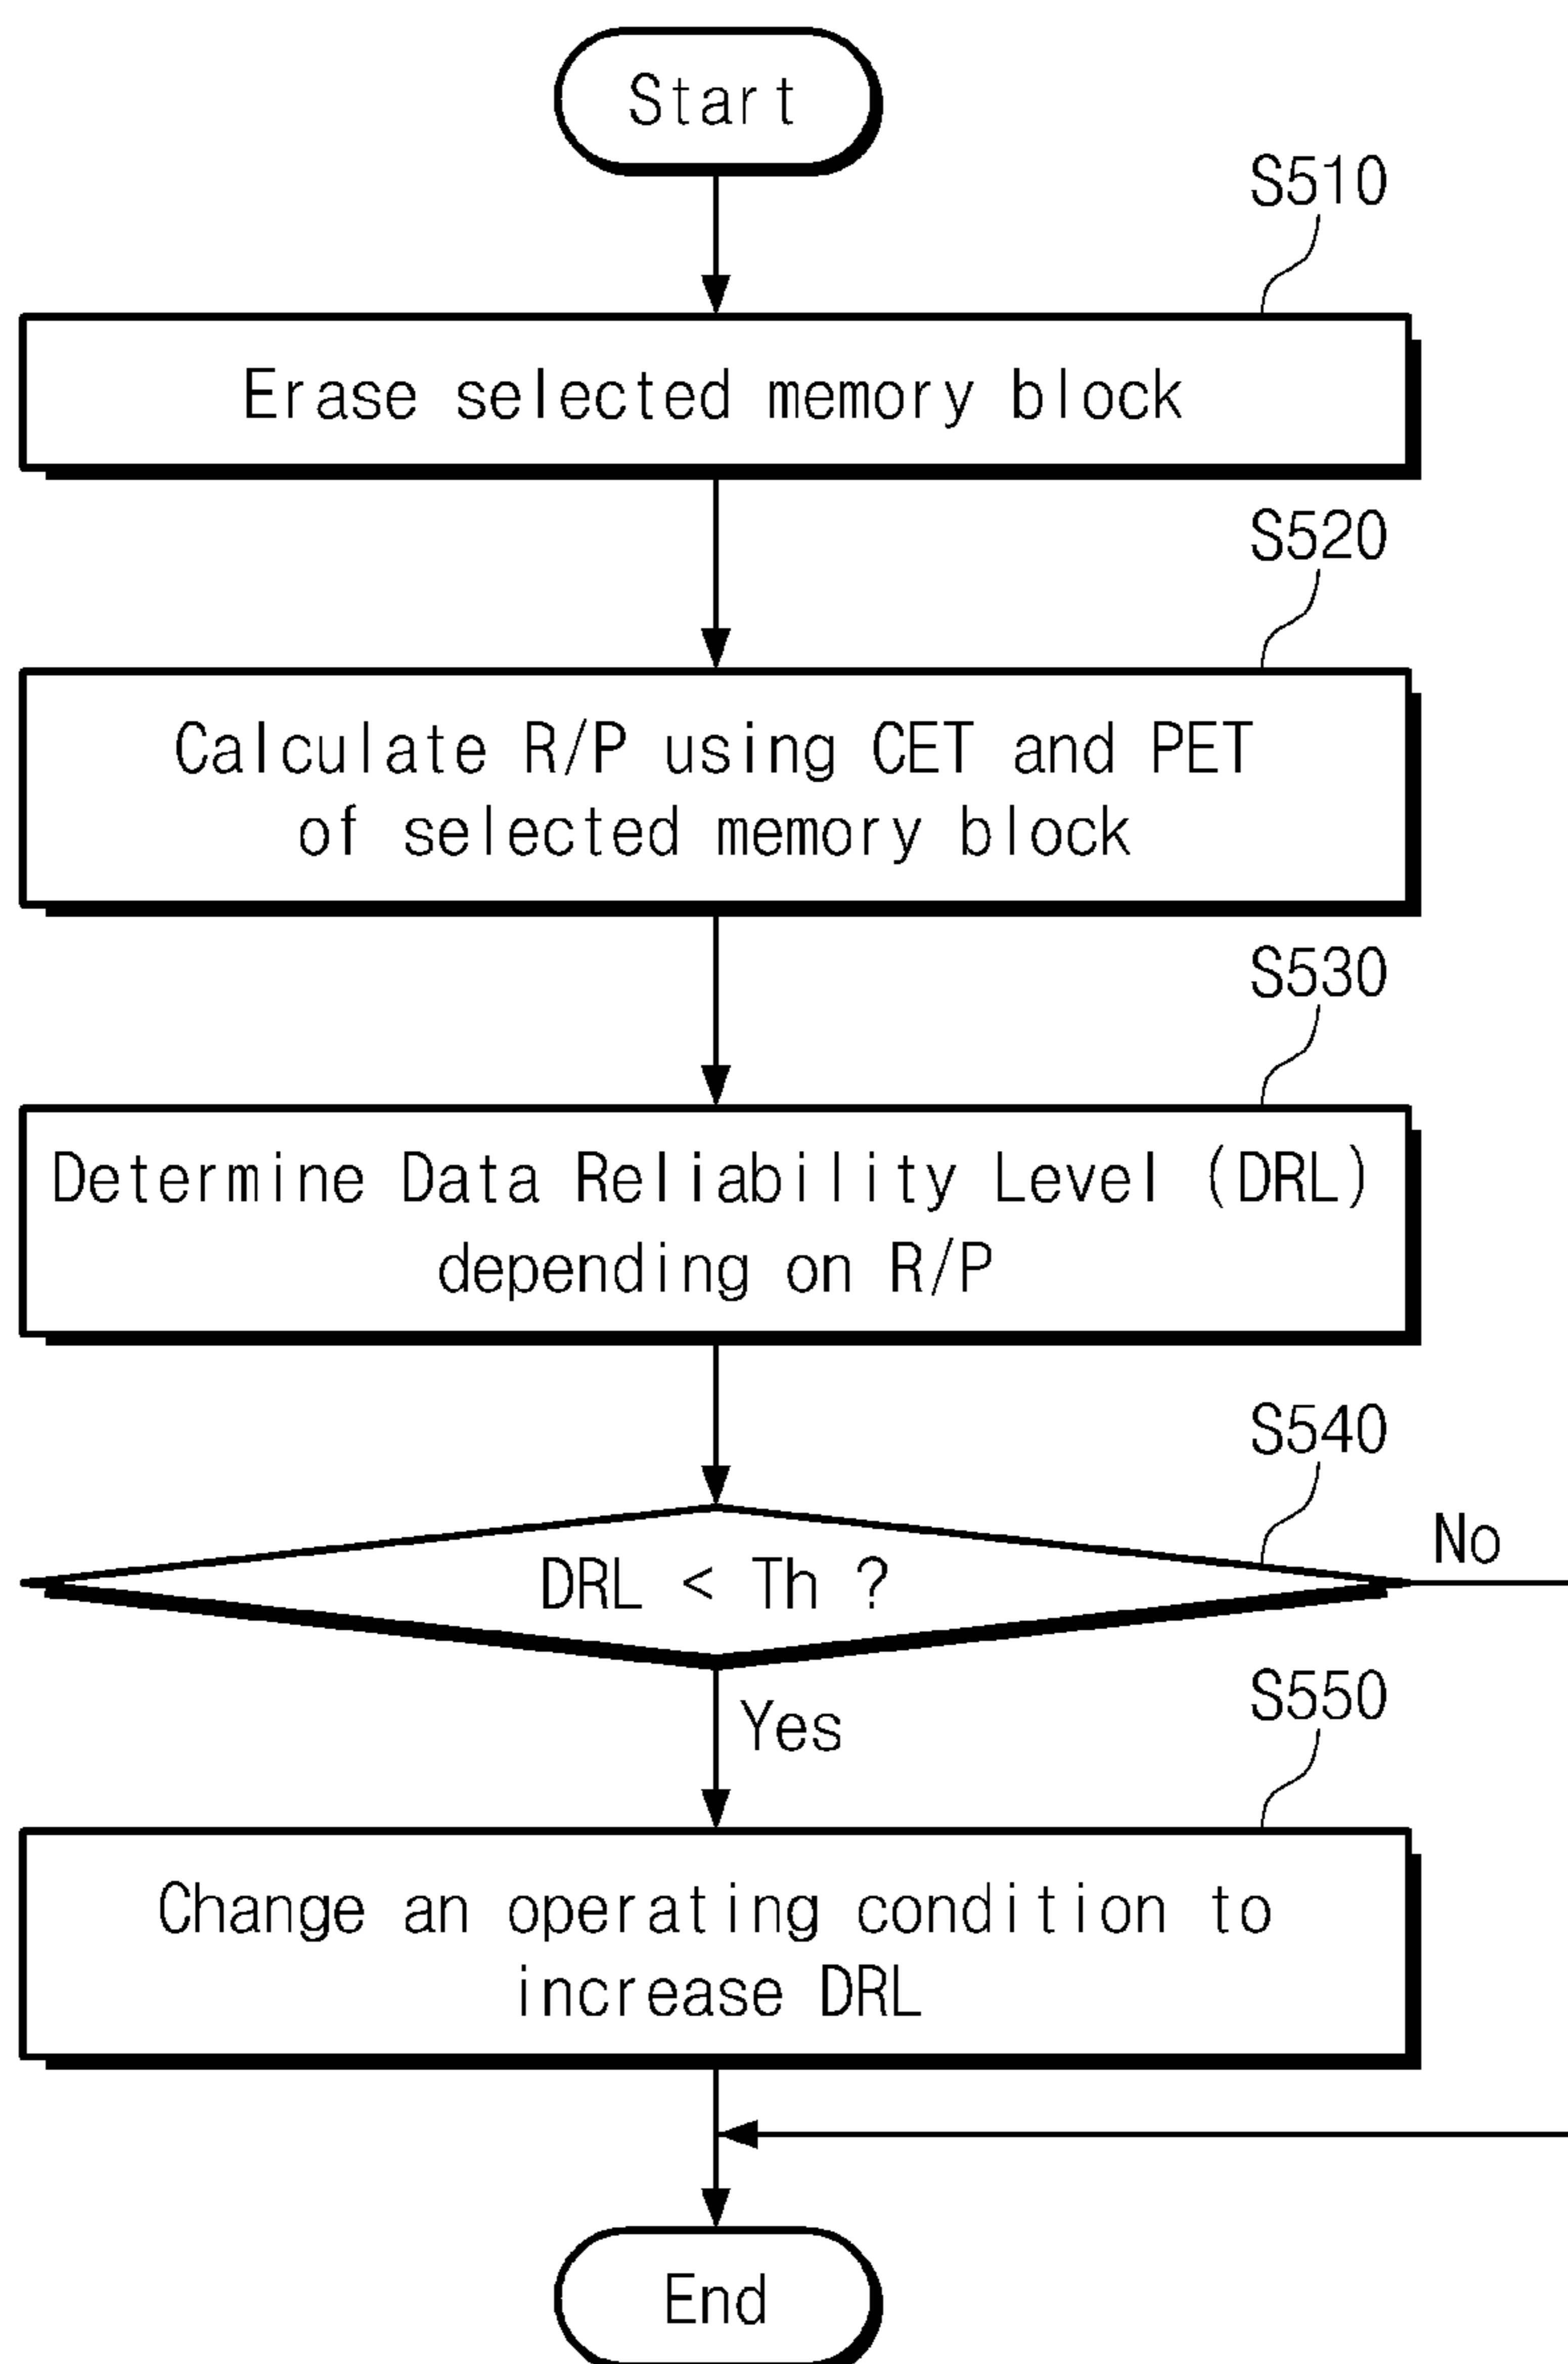 Start
S510
Erase selected memory block
S520
Calculate R/P using CET and PET
of selected memory block
S530
Determine Data Reliability Level (DRL)
depending on R/P
S540
DRL < Th ?
No
Yes
S550
Change an operating condition to
increase DRL
End